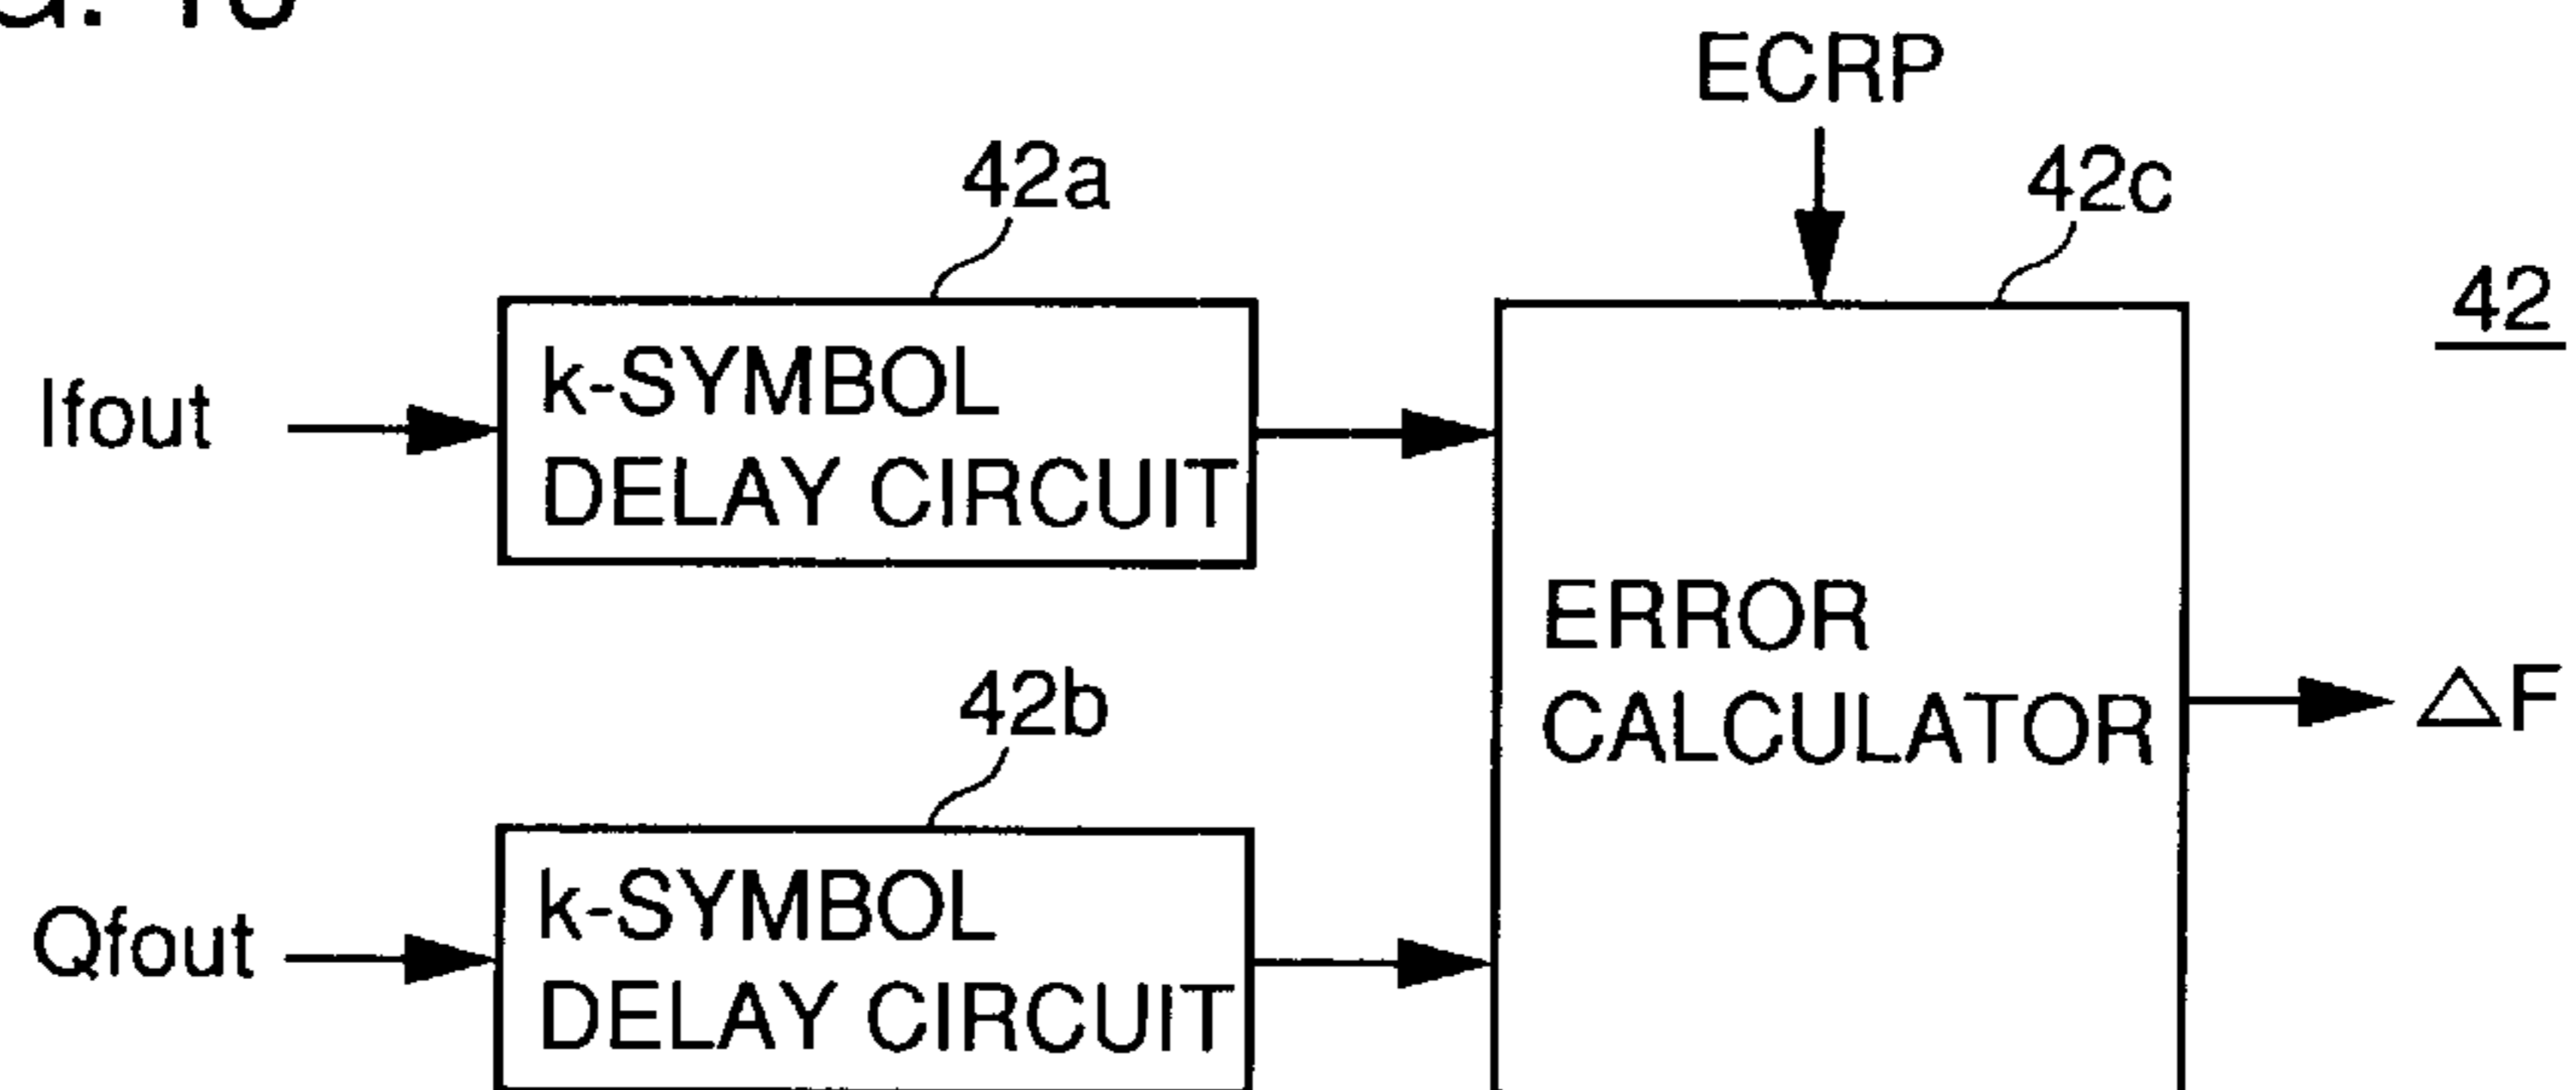 ECRP
42a
42c
42
Ifout
k-SYMBOL
DELAY CIRCUIT
ERROR
CALCULATOR
ΔF
42b
Qfout
k-SYMBOL
DELAY CIRCUIT